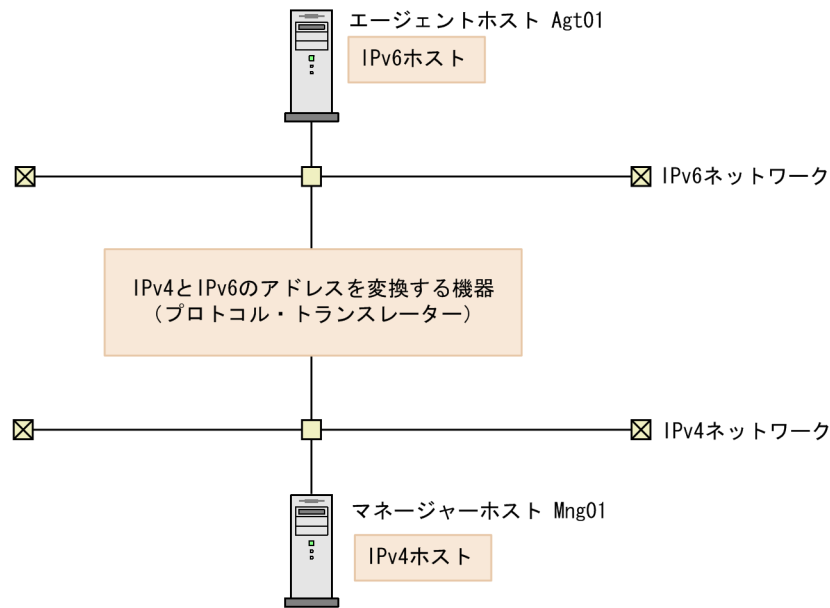 エージェントホスト Agt01
IPv6ホスト
IPv6ネットワーク
IPv4とIPv6のアドレスを変換する機器
（プロトコル・トランスレーター）
IPv4ネットワーク
マネージャーホスト Mng01
IPv4ホスト